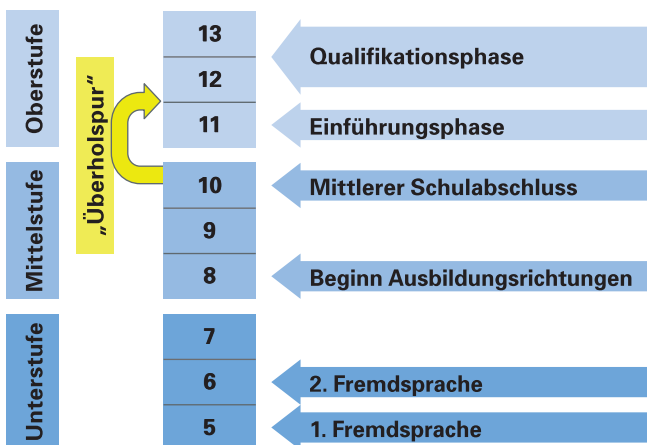 Oberstufe
„Überholspur“
13
12
11
Qualifikationsphase
Einführungsphase
Mittelstufe
10
9
8
Mittlerer Schulabschluss
Beginn Ausbildungsrichtungen
Unterstufe
7
6
5
2. Fremdsprache
1. Fremdsprache